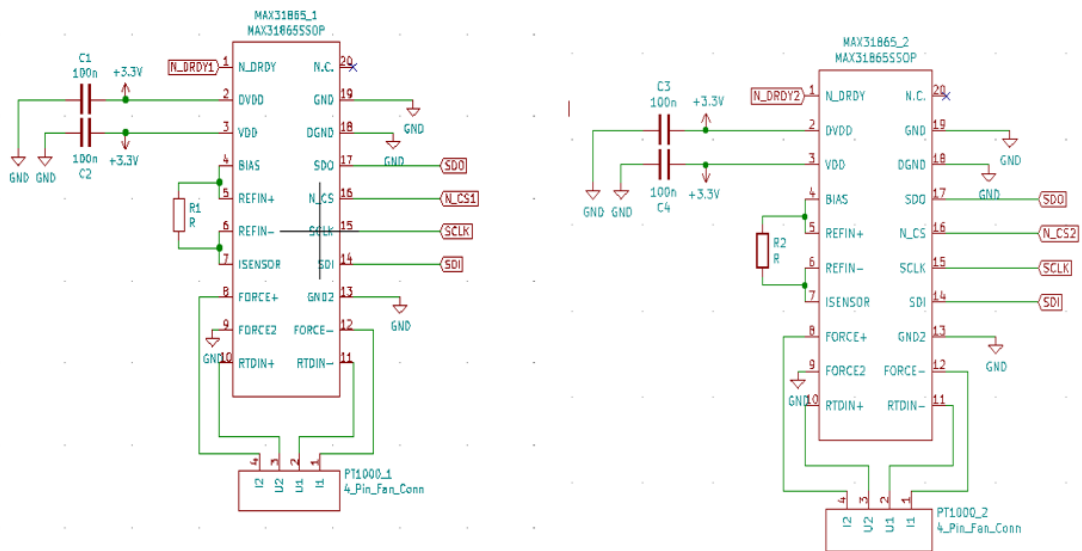 MAX31865_1
MAX31865SSOP
C1
100n
+3.3V
N_DRDY1
1
N_DRDY
N.C.
20
2
DVDD
GND
19
GND
3
VDD
DGND
18
GND
GND
GND
100n
C2
+3.3V
4
BIAS
SDO
17
SDO
5
REFIN+
N_CS
16
N_CS1
R1
R
6
REFIN-
SCLK
15
SCLK
7
ISENSOR
SDI
14
SDI
8
FORCE+
GND2
13
GND
9
FORCE2
FORCE-
12
GND
10
RTDIN+
RTDIN-
11
4
3
2
1
I2
U2
U1
I1
PT1000_1
4_Pin_Fan_Conn
MAX31865_2
MAX31865SSOP
C3
100n
+3.3V
N_DRDY2
1
N_DRDY
N.C.
20
2
DVDD
GND
19
GND
3
VDD
DGND
18
GND
GND
GND
100n
C4
+3.3V
4
BIAS
SDO
17
SDO
5
REFIN+
N_CS
16
N_CS2
R2
R
6
REFIN-
SCLK
15
SCLK
7
ISENSOR
SDI
14
SDI
8
FORCE+
GND2
13
GND
9
FORCE2
FORCE-
12
GND
10
RTDIN+
RTDIN-
11
4
3
2
1
I2
U2
U1
I1
PT1000_2
4_Pin_Fan_Conn